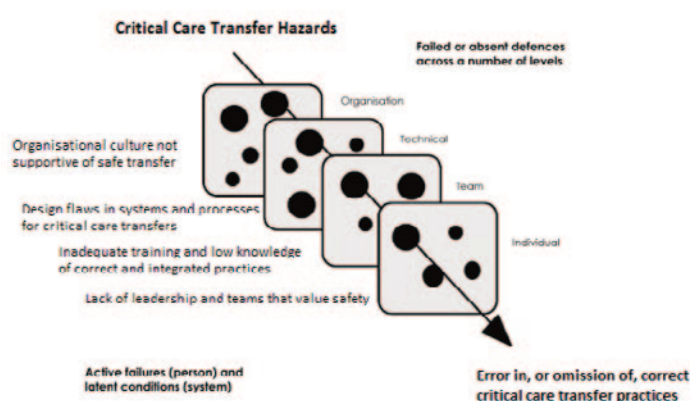 Critical Care Transfer Hazards
Failed or absent defences
across a number of levels
Organisation
Technical
Team
Individual
Organisational culture not
supportive of safe transfer
Design flaws in systems and processes
for critical care transfers
Inadequate training and low knowledge
of correct and integrated practices
Lack of leadership and teams that value safety
Active failures (person) and
latent conditions (system)
Error in, or omission of, correct
critical care transfer practices